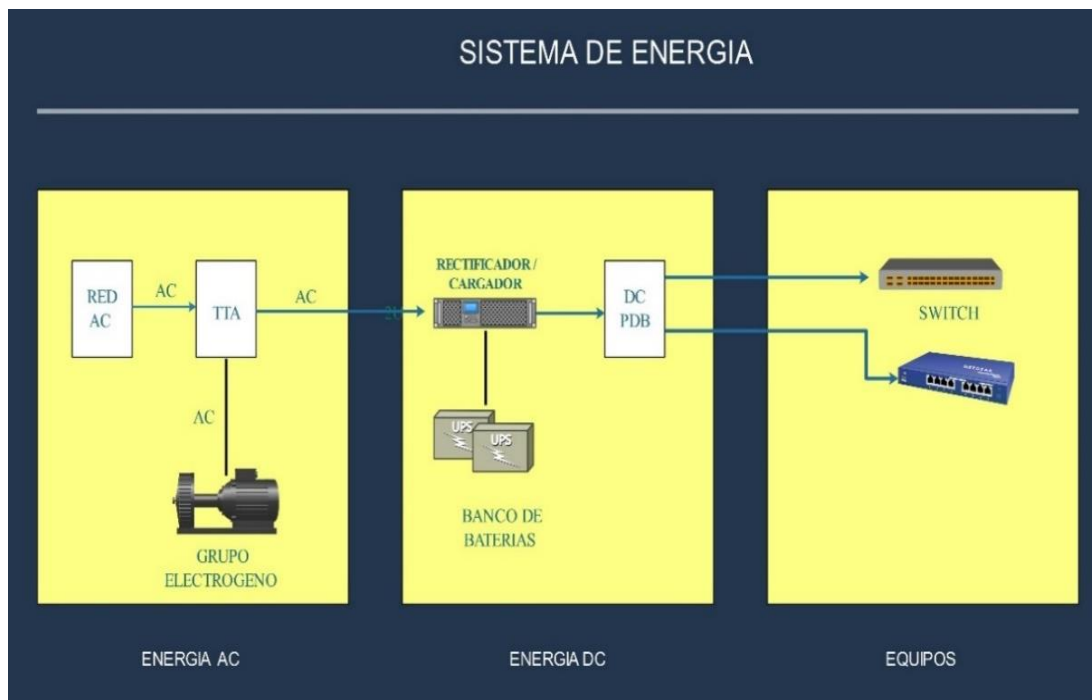 SISTEMA DE ENERGIA
RED
AC
AC
TTA
AC
AC
GRUPO
ELECTROGENO
RECTIFICADOR /
CARGADOR
DC
PDB
UPS
UPS
BANCO DE
BATERIAS
SWITCH
NETGEAR
ENERGIA AC
ENERGIA DC
EQUIPOS